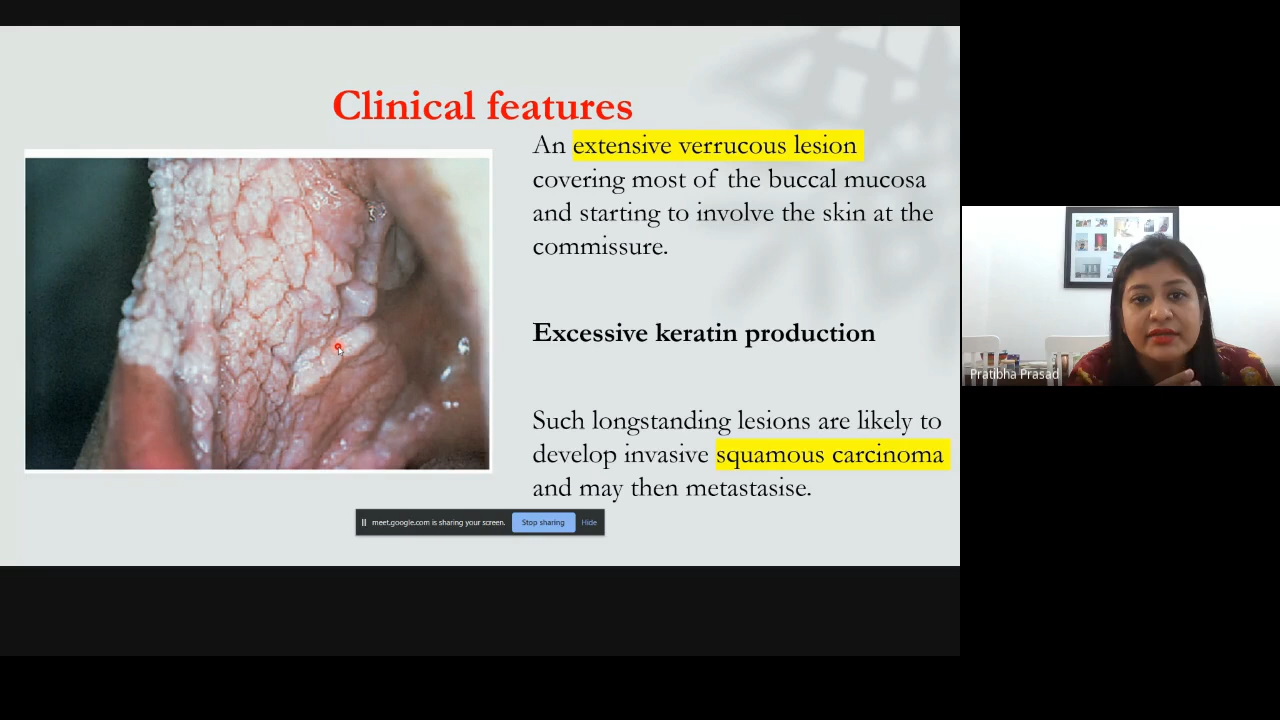 Clinical features
An extensive verrucous lesion
covering most of the buccal mucosa
and starting to involve the skin at the
commissure.
Excessive keratin production
Such longstanding lesions are likely to
develop invasive squamous carcinoma
and may then metastasise.
meet.google.com is sharing your screen. Stop sharing Hide
Pratibha Prasad